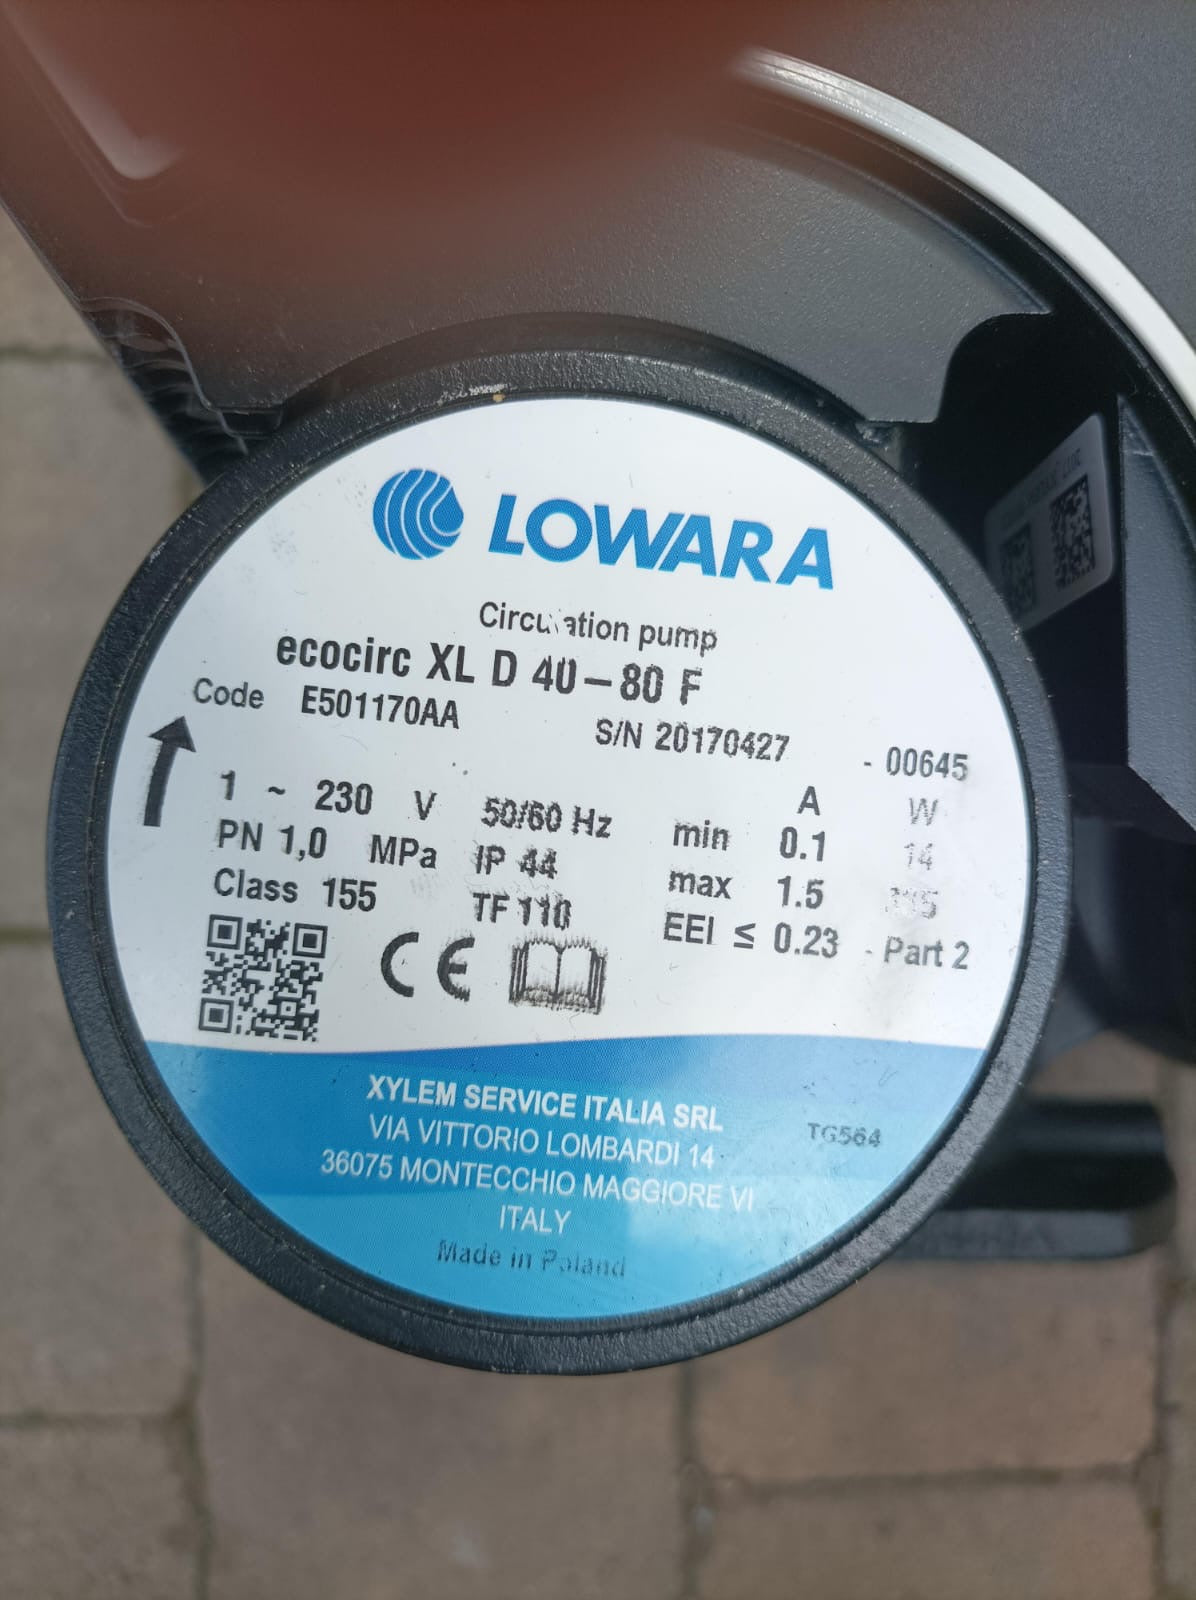 LOWARA
Circulation pump
ecocirc XL D 40-80 F
Code E501170AA
S/N 20170427 - 00645
1 ~ 230 V 50/60 Hz
A W
PN 1,0 MPa IP 44
min 0.1 14
Class 155 TF 110
max 1.5
EEI ≤ 0.23 - Part 2
CE
XYLEM SERVICE ITALIA SRL
VIA VITTORIO LOMBARDI 14
36075 MONTECCHIO MAGGIORE VI
ITALY
TG564
Made in Poland